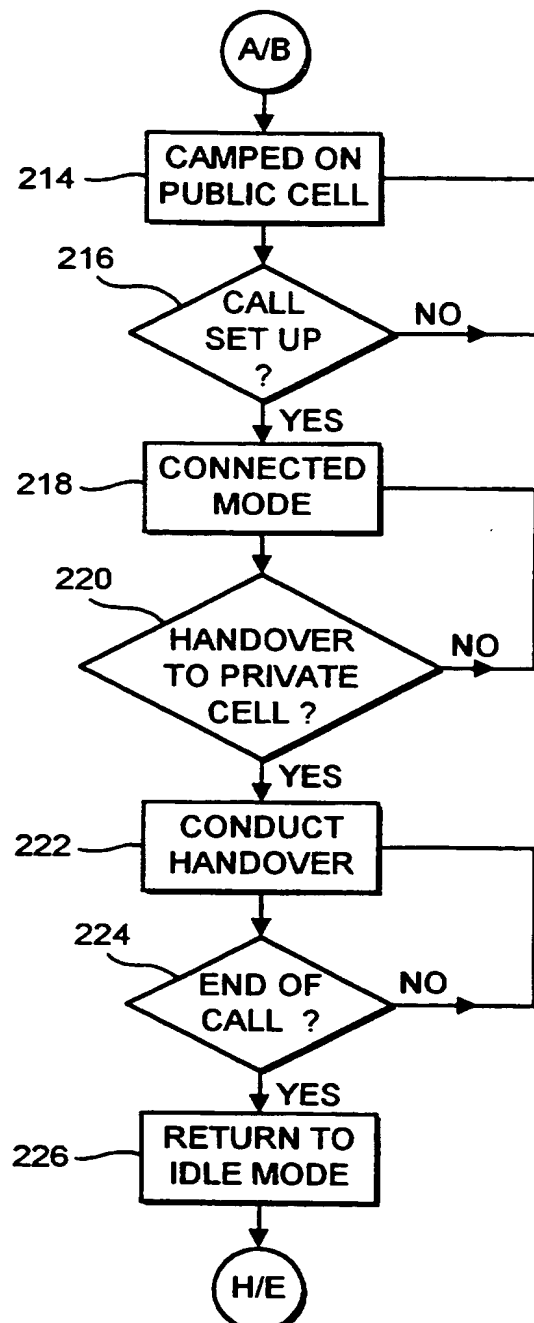 A/B
214
CAMPED ON
PUBLIC CELL
216
CALL
SET UP
?
NO
YES
218
CONNECTED
MODE
220
HANDOVER
TO PRIVATE
CELL ?
NO
YES
222
CONDUCT
HANDOVER
224
END OF
CALL ?
NO
YES
226
RETURN TO
IDLE MODE
H/E